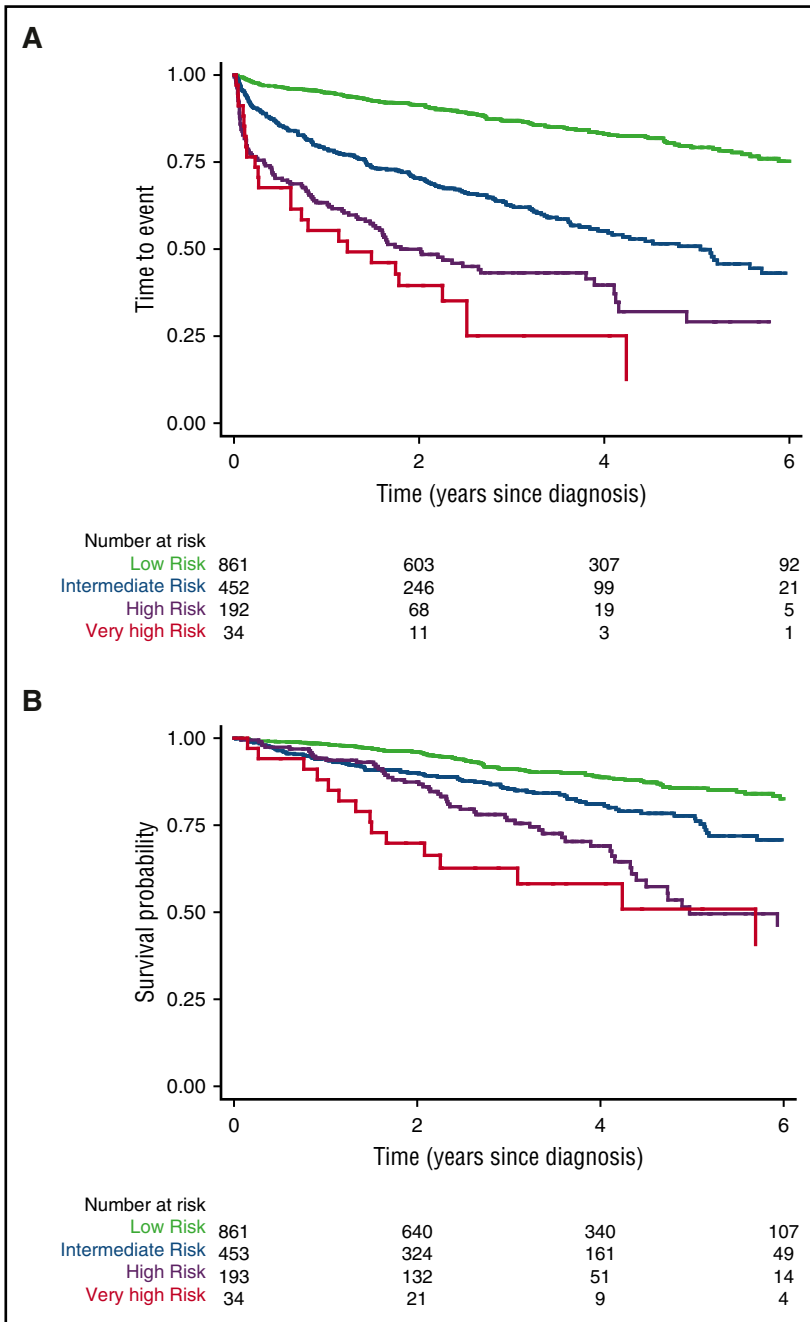 A
1.00
0.75
0.50
0.25
0.00
Time to event
0 2 4 6
Time (years since diagnosis)
Number at risk
Low Risk 861 603 307 92
Intermediate Risk 452 246 99 21
High Risk 192 68 19 5
Very high Risk 34 11 3 1
B
1.00
0.75
0.50
0.25
0.00
Survival probability
0 2 4 6
Time (years since diagnosis)
Number at risk
Low Risk 861 640 340 107
Intermediate Risk 453 324 161 49
High Risk 193 132 51 14
Very high Risk 34 21 9 4